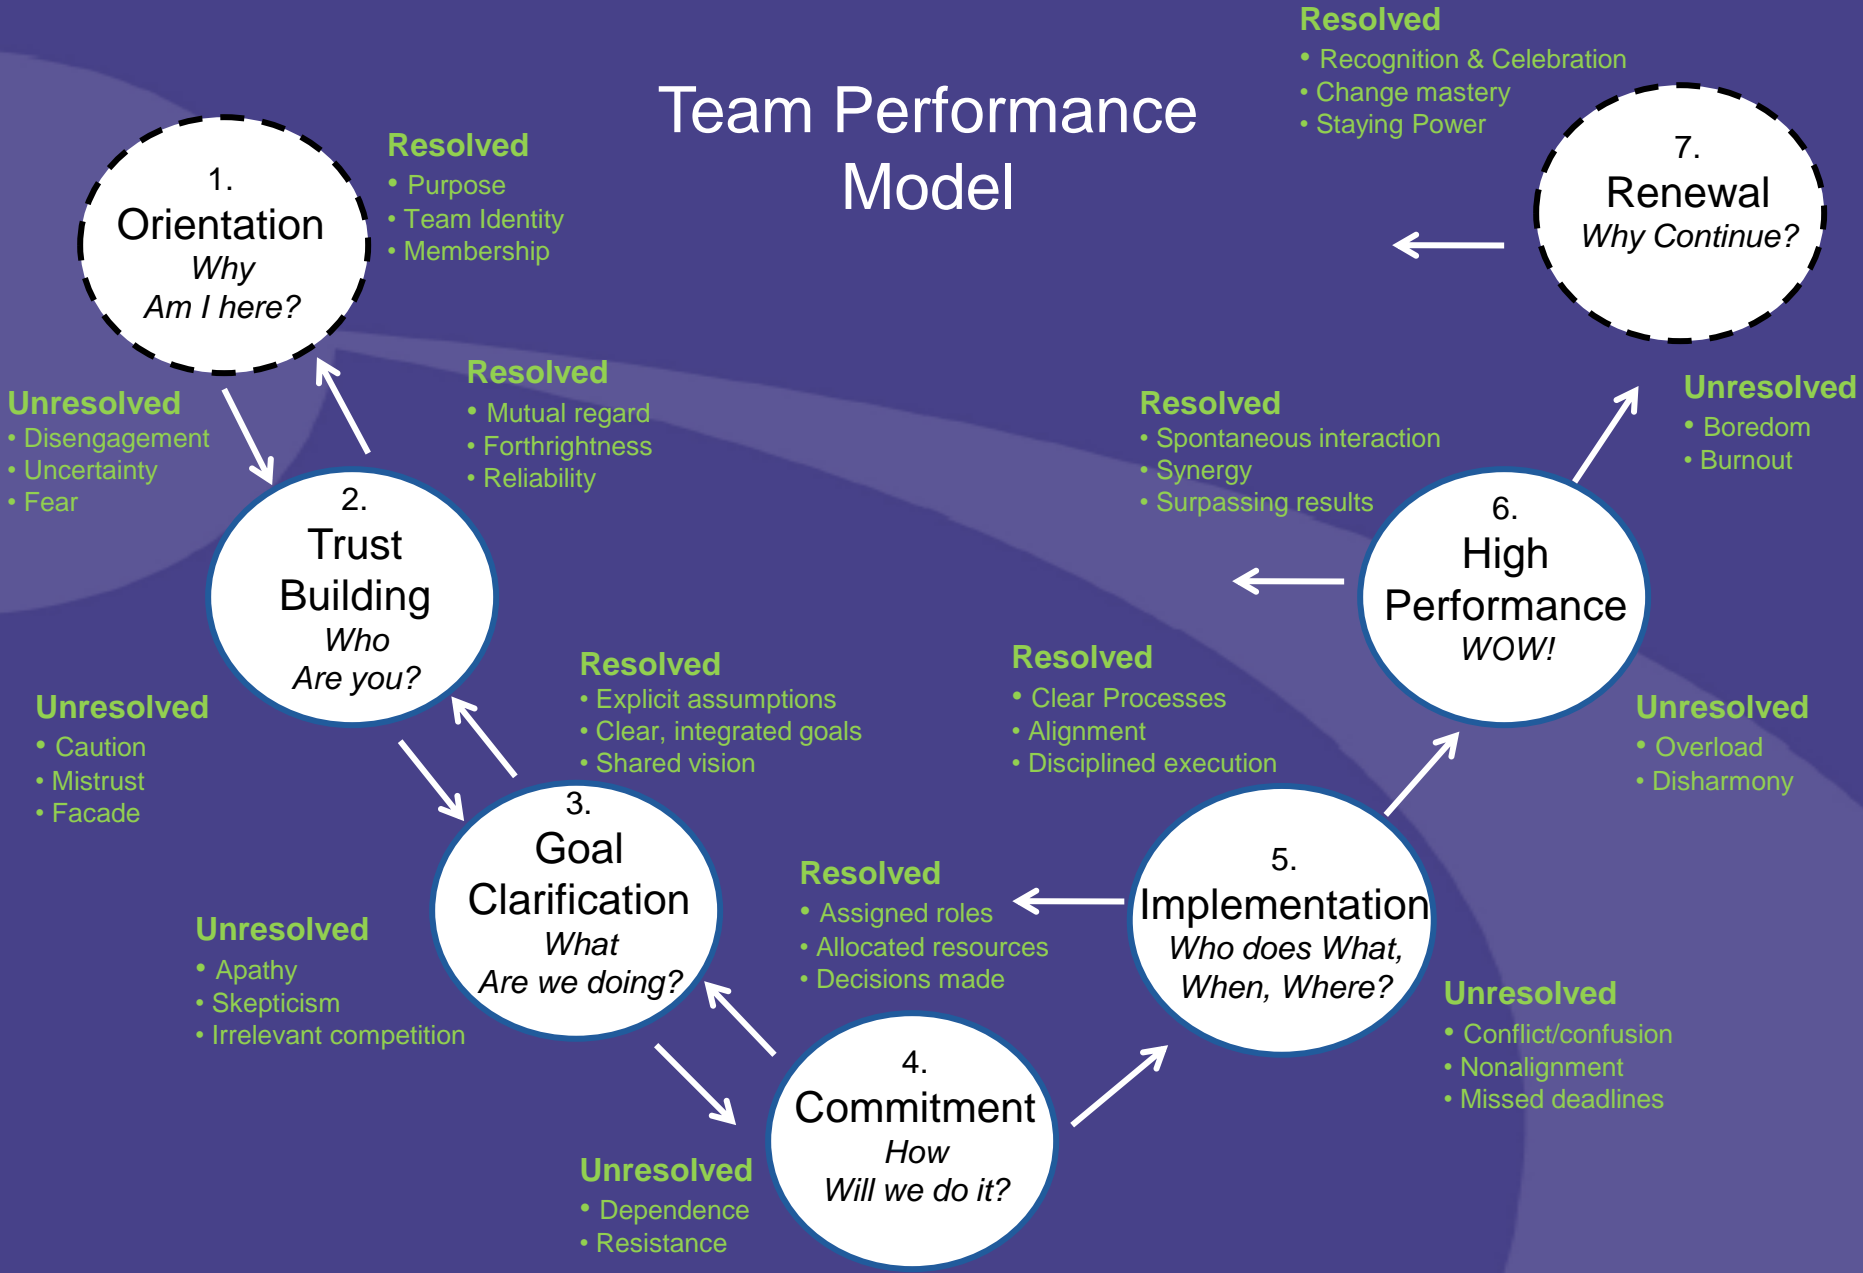 Team Performance
Model
1.
Orientation
Why
Am I here?
Resolved
• Purpose
• Team Identity
• Membership
Unresolved
• Disengagement
• Uncertainty
• Fear
2.
Trust
Building
Who
Are you?
Resolved
• Mutual regard
• Forthrightness
• Reliability
Unresolved
• Caution
• Mistrust
• Facade
3.
Goal
Clarification
What
Are we doing?
Resolved
• Explicit assumptions
• Clear, integrated goals
• Shared vision
Unresolved
• Apathy
• Skepticism
• Irrelevant competition
4.
Commitment
How
Will we do it?
Resolved
• Assigned roles
• Allocated resources
• Decisions made
Unresolved
• Dependence
• Resistance
5.
Implementation
Who does What,
When, Where?
Resolved
• Clear Processes
• Alignment
• Disciplined execution
Unresolved
• Conflict/confusion
• Nonalignment
• Missed deadlines
6.
High
Performance
WOW!
Resolved
• Spontaneous interaction
• Synergy
• Surpassing results
Unresolved
• Overload
• Disharmony
7.
Renewal
Why Continue?
Resolved
• Recognition & Celebration
• Change mastery
• Staying Power
Unresolved
• Boredom
• Burnout